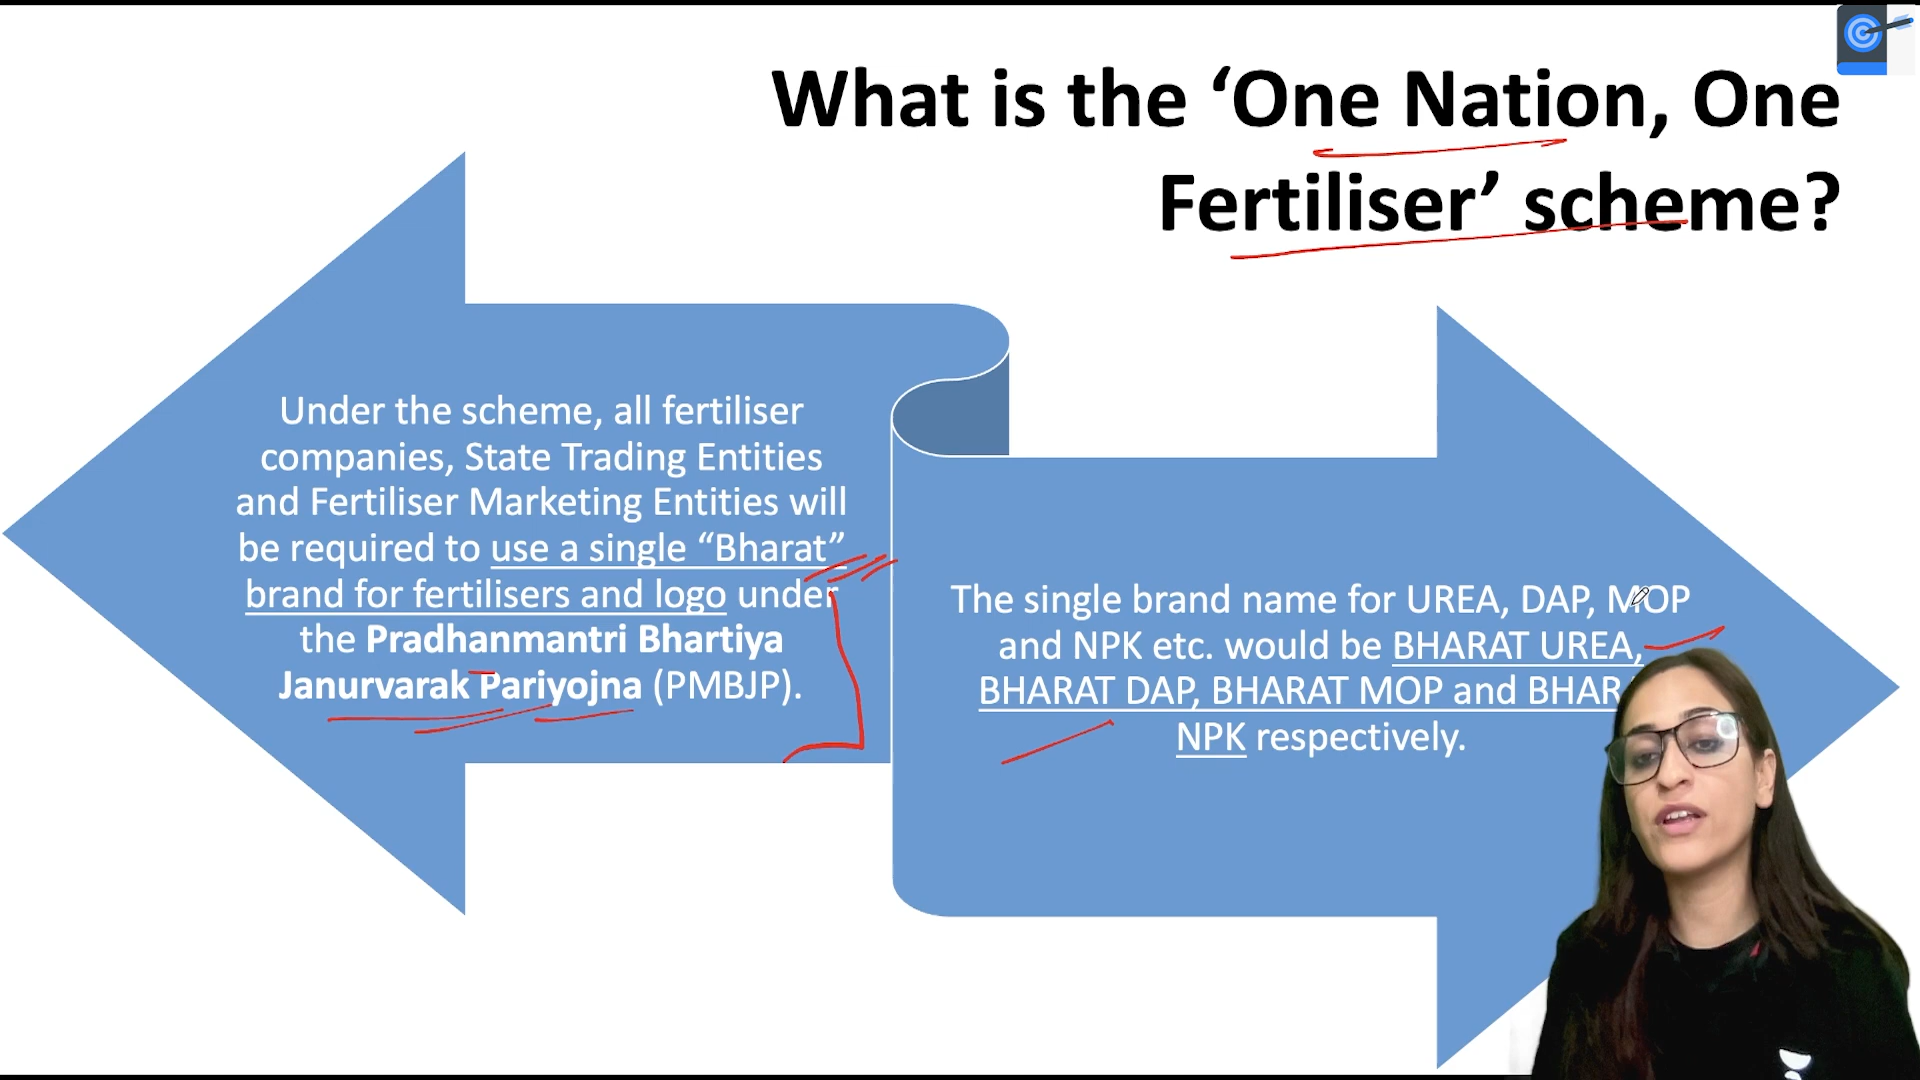 What is the ‘One Nation, One
Fertiliser’ scheme?
Under the scheme, all fertiliser
companies, State Trading Entities
and Fertiliser Marketing Entities will
be required to use a single “Bharat”
brand for fertilisers and logo under
the Pradhanmantri Bhartiya
Janurvarak Pariyojna (PMBJP).
The single brand name for UREA, DAP, MOP
and NPK etc. would be BHARAT UREA,
BHARAT DAP, BHARAT MOP and
NPK respectively.